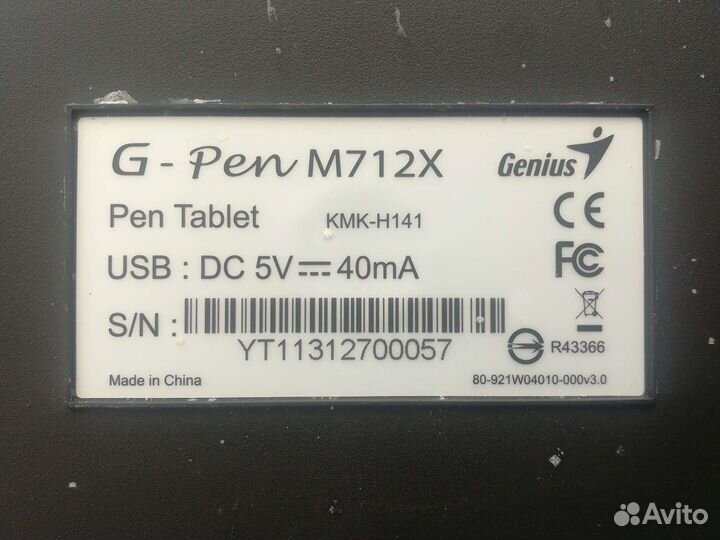 G-Pen M712X
Genius
Pen Tablet KMK-H141
CE
USB : DC 5V 40mA
FC
S/N :
YT11312700057
R43366
Made in China
80-921W04010-000v3.0
Avito